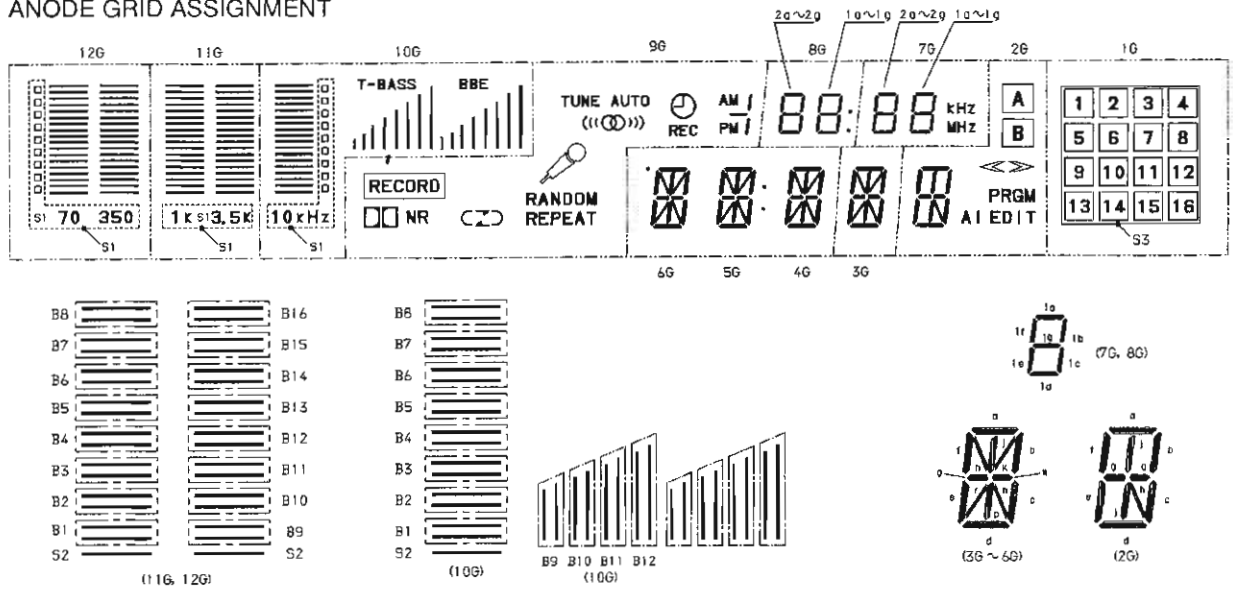 ANODE GRID ASSIGNMENT
2a~2g 1a~1g 2a~2g 1a~1g
12G 11G 10G 9G 8G 7G 2G 1G
T-BASS BBE
TUNE AUTO
REC
AM
PM
kHz
MHz
A
B
1 2 3 4
5 6 7 8
9 10 11 12
13 14 15 16
RECORD
NR
RANDOM
REPEAT
PRGM
AI EDIT
S1 70 350 1k S1 3.5K 10kHz
S1 S1 S1 S3
6G 5G 4G 3G
B8 B16 B8
B7 B15 B7
B6 B14 B6
B5 B13 B5
B4 B12 B4
B3 B11 B3
B2 B10 B2
B1 B9 B1
S2 S2 S2
(11G, 12G)
(10G)
B9 B10 B11 B12
(10G)
1a
1f 1g 1b
1e 1c
1d
(7G, 8G)
a
f j b
h k
g m
e r n c
p
d
(3G ~ 6G)
a
f j b
g g
e n c
d
(2G)